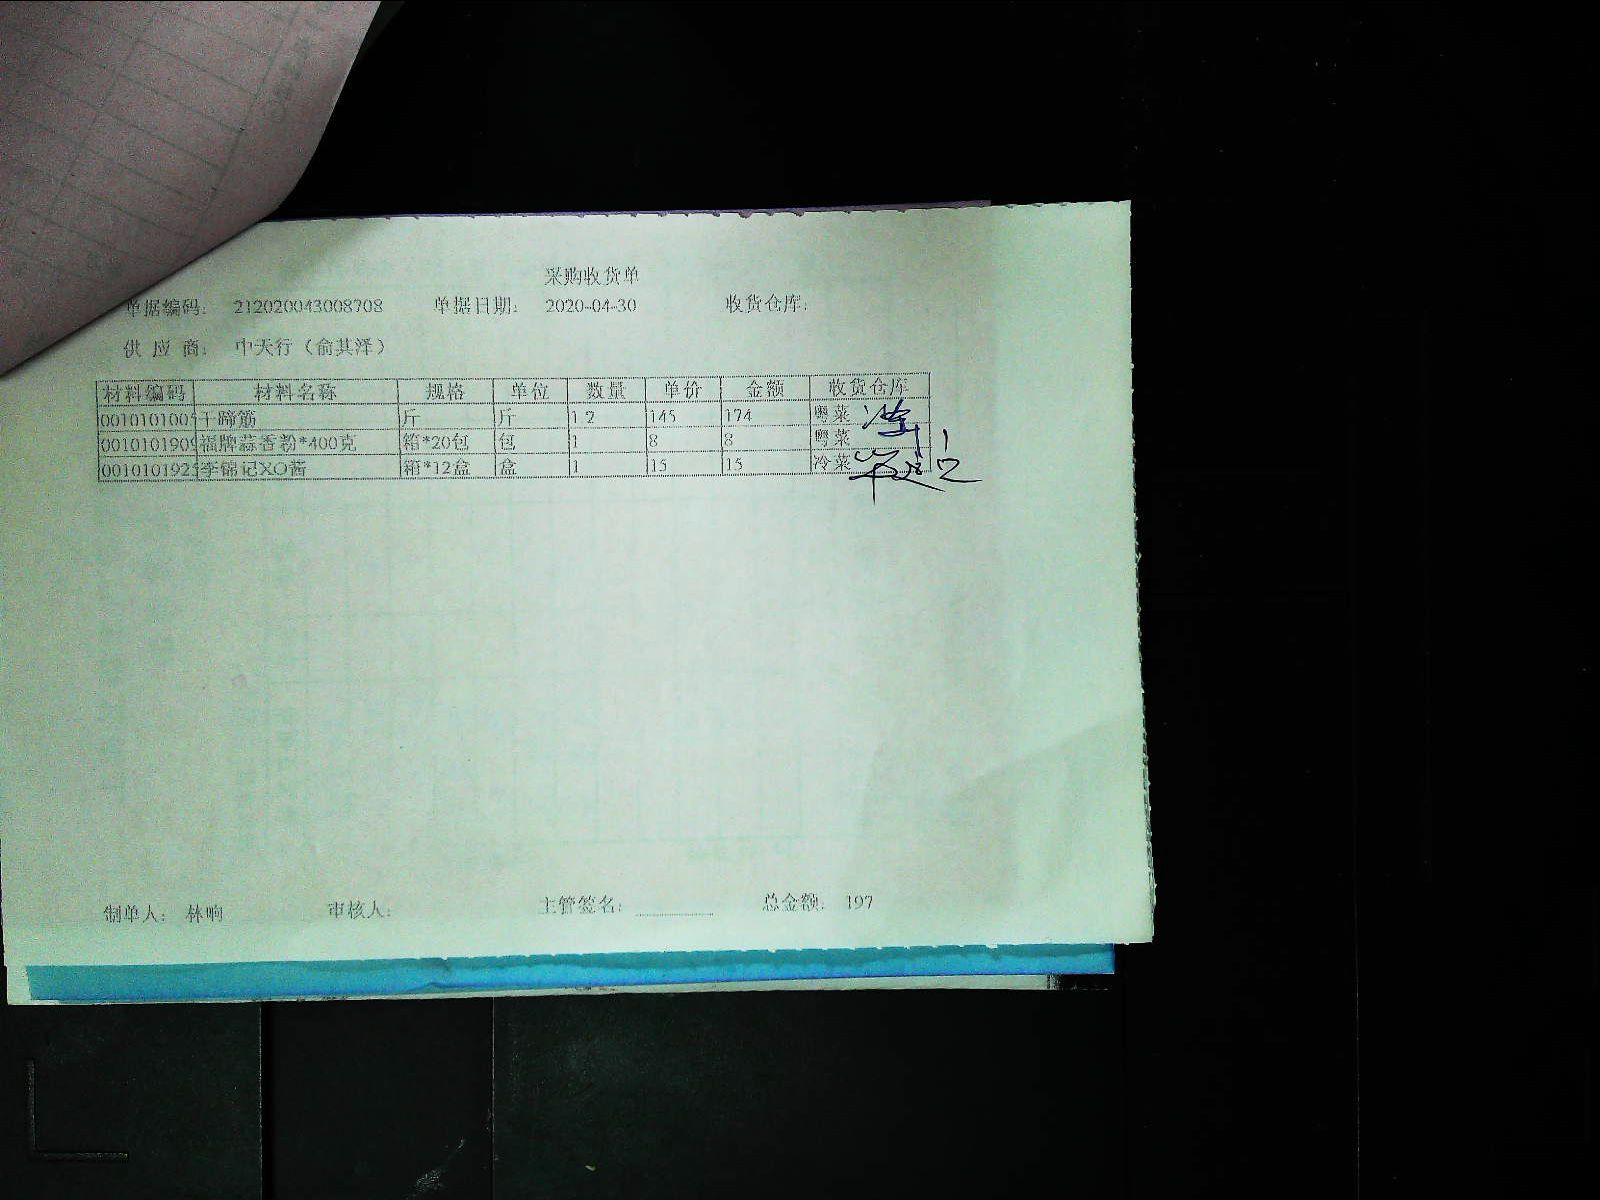 采购收货单
单据编码: 212020043008708 单据日期: 2020-04-30 收货仓库:
供应商: 中天行（俞其泽）
材料编码 材料名称 规格 单位 数量 单价 金额 收货仓库
0010101005 干蹄筋 斤 斤 1.2 145 174 粤菜
0010101909 福牌蒜香粉*400克 箱*20包 包 1 8 8 粤菜
0010101925 李锦记XO酱 箱*12盒 盒 1 15 15 冷菜
制单人: 林响 审核人: 主管签名: 总金额: 197